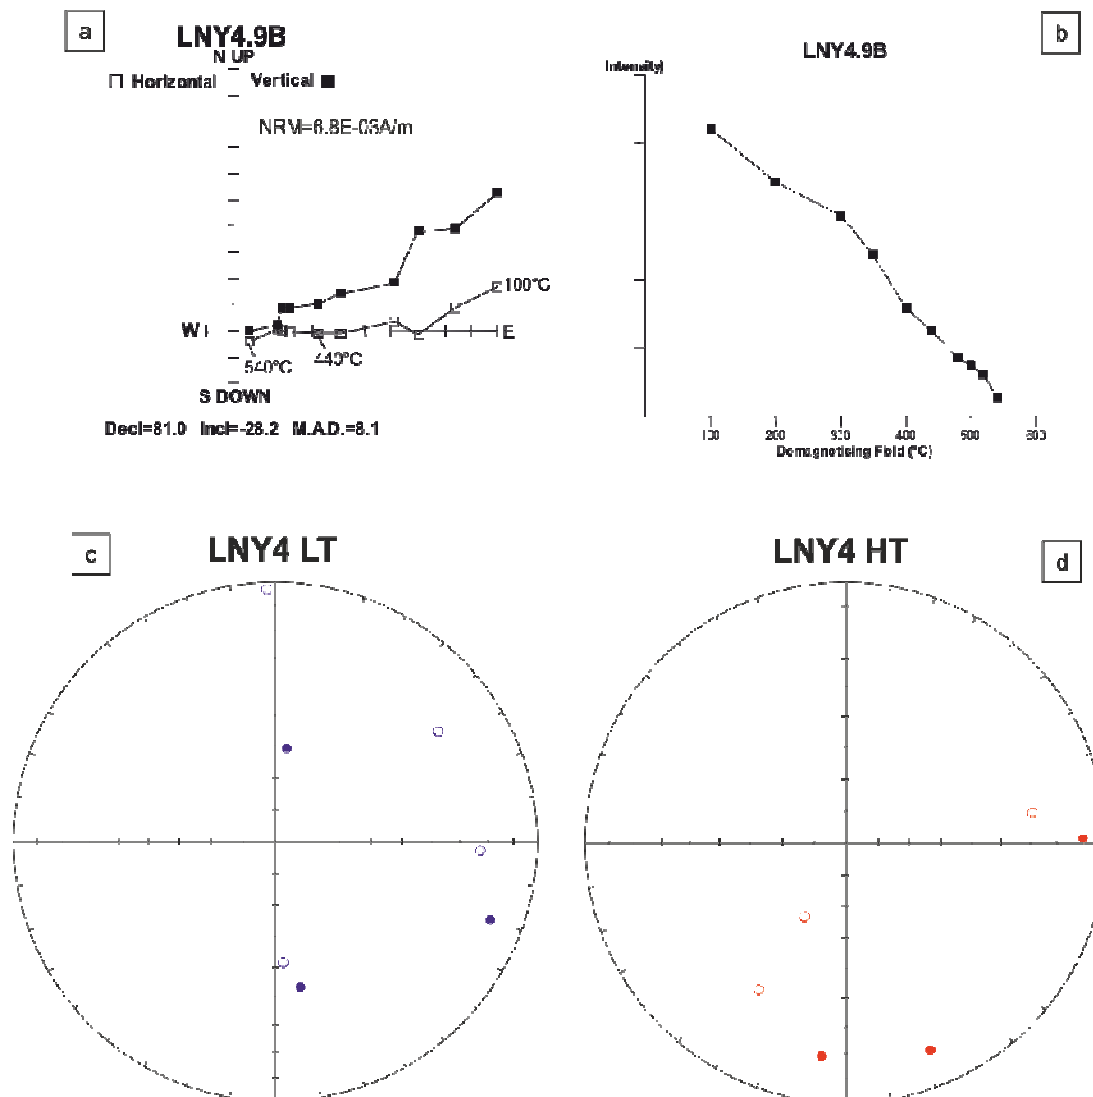 a
LNY4.9B
N UP
Horizontal Vertical
NRM=6.8E-03A/m
100°C
W E
540°C 440°C
S DOWN
Decl=81.0 Incl=-28.2 M.A.D.=8.1
b
LNY4.9B
Intensity
100 200 300 400 500 600
Demagnetising Field (°C)
c
LNY4 LT
LNY4 HT
d